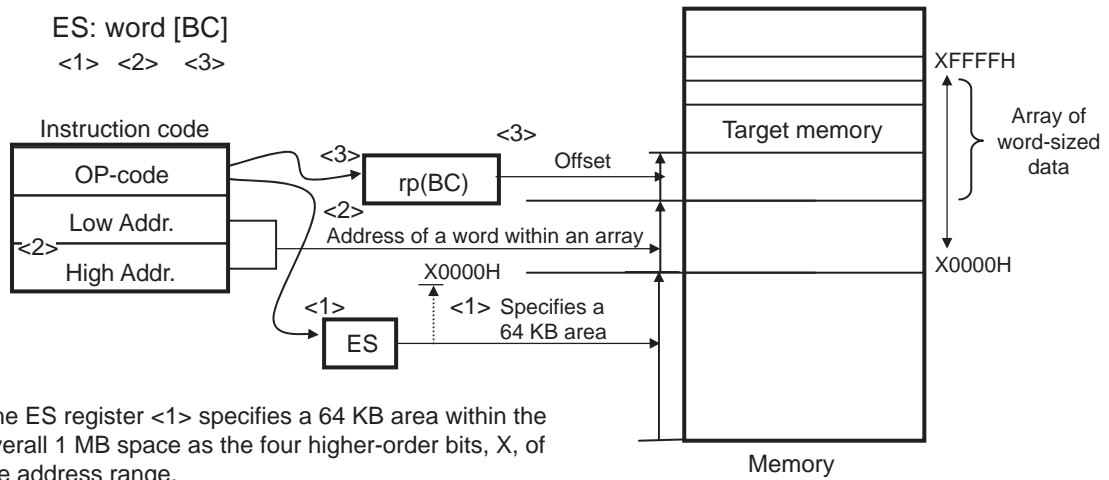 ES: word [BC]
<1> <2> <3>
XFFFFH
Array of
word-sized
data
Instruction code
<3>
Target memory
OP-code
<3>
rp(BC)
Offset
Low Addr.
<2>
<2>
Address of a word within an array
High Addr.
X0000H
X0000H
<1>
<1> Specifies a
64 KB area
ES
he ES register <1> specifies a 64 KB area within the
verall 1 MB space as the four higher-order bits, X, of
e address range.
Memory